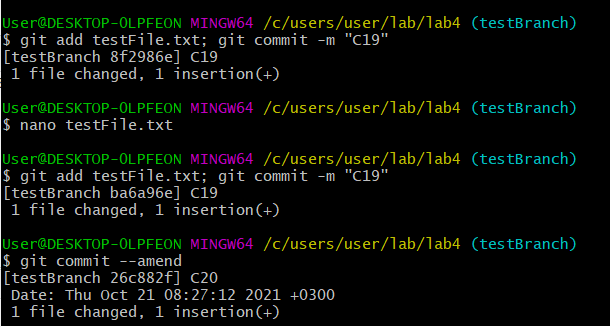 User@DESKTOP-OLPFEON MINGW64 /c/users/user/lab/lab4 (testBranch)
$ git add testFile.txt; git commit -m "C19"
[testBranch 8f2986e] C19
 1 file changed, 1 insertion(+)
User@DESKTOP-OLPFEON MINGW64 /c/users/user/lab/lab4 (testBranch)
$ nano testFile.txt
User@DESKTOP-OLPFEON MINGW64 /c/users/user/lab/lab4 (testBranch)
$ git add testFile.txt; git commit -m "C19"
[testBranch ba6a96e] C19
 1 file changed, 1 insertion(+)
User@DESKTOP-OLPFEON MINGW64 /c/users/user/lab/lab4 (testBranch)
$ git commit --amend
[testBranch 26c882f] C20
 Date: Thu Oct 21 08:27:12 2021 +0300
 1 file changed, 1 insertion(+)